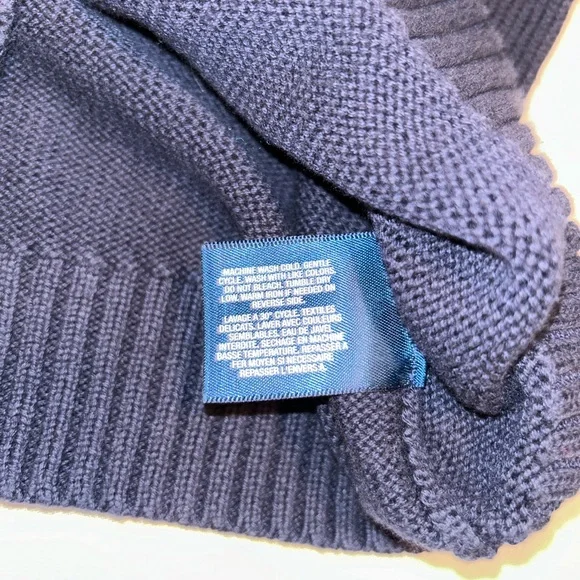 MACHINE WASH COLD. GENTLE
CYCLE. WASH WITH LIKE COLORS.
DO NOT BLEACH. TUMBLE DRY
LOW. WARM IRON IF NEEDED ON
REVERSE SIDE.
LAVAGE A 30° CYCLE. TEXTILES
DELICATS. LAVER AVEC COULEURS
SEMBLABLES. EAU DE JAVEL
INTERDITE. SECHAGE EN MACHINE
BASSE TEMPERATURE. REPASSER A
FER MOYEN SI NECESSAIRE
REPASSER L'ENVERS A.